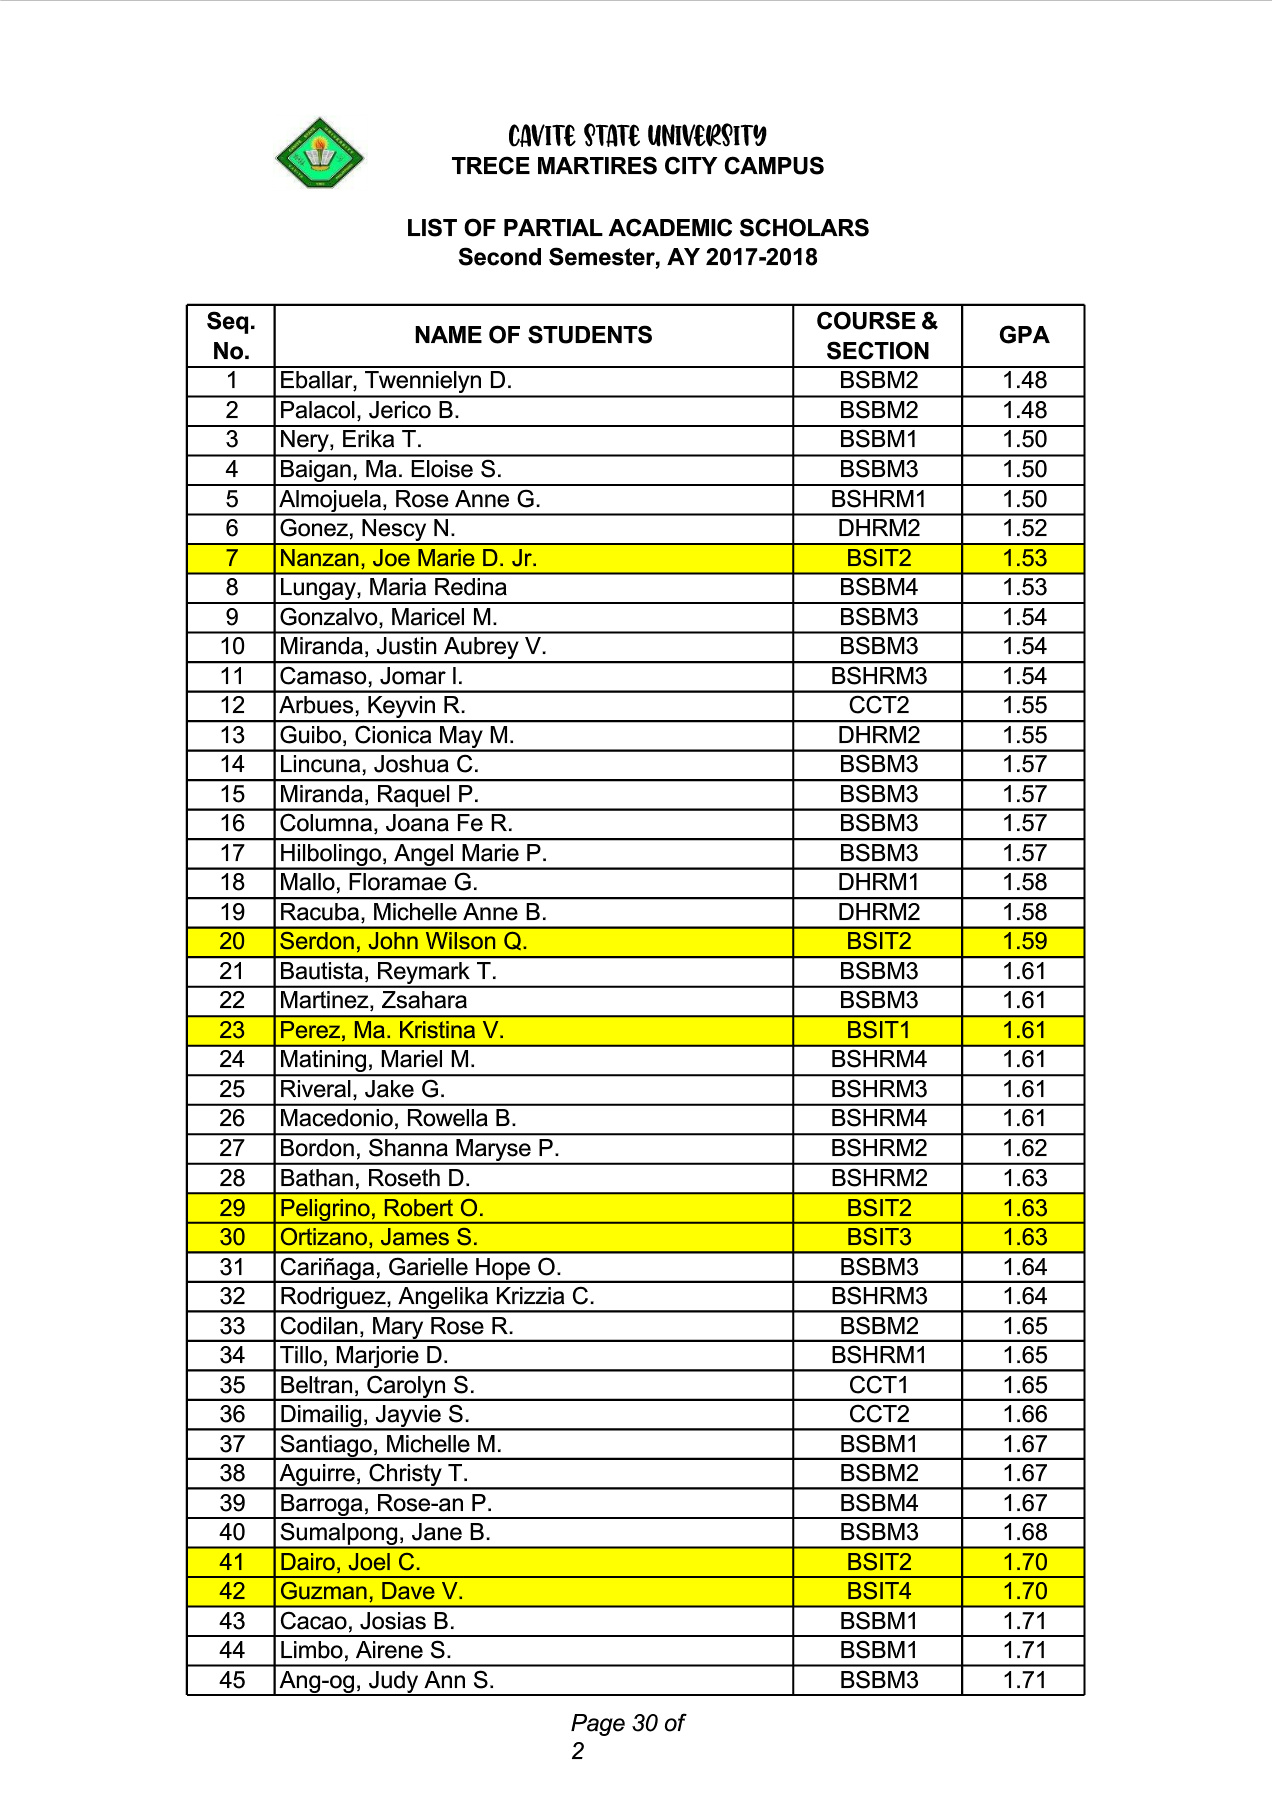 CAVITE STATE UNIVERSITY
TRECE MARTIRES CITY CAMPUS
LIST OF PARTIAL ACADEMIC SCHOLARS
Second Semester, AY 2017-2018
Seq. No. NAME OF STUDENTS COURSE & SECTION GPA
1 Eballar, Twennielyn D. BSBM2 1.48
2 Palacol, Jerico B. BSBM2 1.48
3 Nery, Erika T. BSBM1 1.50
4 Baigan, Ma. Eloise S. BSBM3 1.50
5 Almojuela, Rose Anne G. BSHRM1 1.50
6 Gonez, Nescy N. DHRM2 1.52
7 Nanzan, Joe Marie D. Jr. BSIT2 1.53
8 Lungay, Maria Redina BSBM4 1.53
9 Gonzalvo, Maricel M. BSBM3 1.54
10 Miranda, Justin Aubrey V. BSBM3 1.54
11 Camaso, Jomar I. BSHRM3 1.54
12 Arbues, Keyvin R. CCT2 1.55
13 Guibo, Cionica May M. DHRM2 1.55
14 Lincuna, Joshua C. BSBM3 1.57
15 Miranda, Raquel P. BSBM3 1.57
16 Columna, Joana Fe R. BSBM3 1.57
17 Hilbolingo, Angel Marie P. BSBM3 1.57
18 Mallo, Floramae G. DHRM1 1.58
19 Racuba, Michelle Anne B. DHRM2 1.58
20 Serdon, John Wilson Q. BSIT2 1.59
21 Bautista, Reymark T. BSBM3 1.61
22 Martinez, Zsahara BSBM3 1.61
23 Perez, Ma. Kristina V. BSIT1 1.61
24 Matining, Mariel M. BSHRM4 1.61
25 Riveral, Jake G. BSHRM3 1.61
26 Macedonio, Rowella B. BSHRM4 1.61
27 Bordon, Shanna Maryse P. BSHRM2 1.62
28 Bathan, Roseth D. BSHRM2 1.63
29 Peligrino, Robert O. BSIT2 1.63
30 Ortizano, James S. BSIT3 1.63
31 Cariñaga, Garielle Hope O. BSBM3 1.64
32 Rodriguez, Angelika Krizzia C. BSHRM3 1.64
33 Codilan, Mary Rose R. BSBM2 1.65
34 Tillo, Marjorie D. BSHRM1 1.65
35 Beltran, Carolyn S. CCT1 1.65
36 Dimailig, Jayvie S. CCT2 1.66
37 Santiago, Michelle M. BSBM1 1.67
38 Aguirre, Christy T. BSBM2 1.67
39 Barroga, Rose-an P. BSBM4 1.67
40 Sumalpong, Jane B. BSBM3 1.68
41 Dairo, Joel C. BSIT2 1.70
42 Guzman, Dave V. BSIT4 1.70
43 Cacao, Josias B. BSBM1 1.71
44 Limbo, Airene S. BSBM1 1.71
45 Ang-og, Judy Ann S. BSBM3 1.71
Page 30 of
2